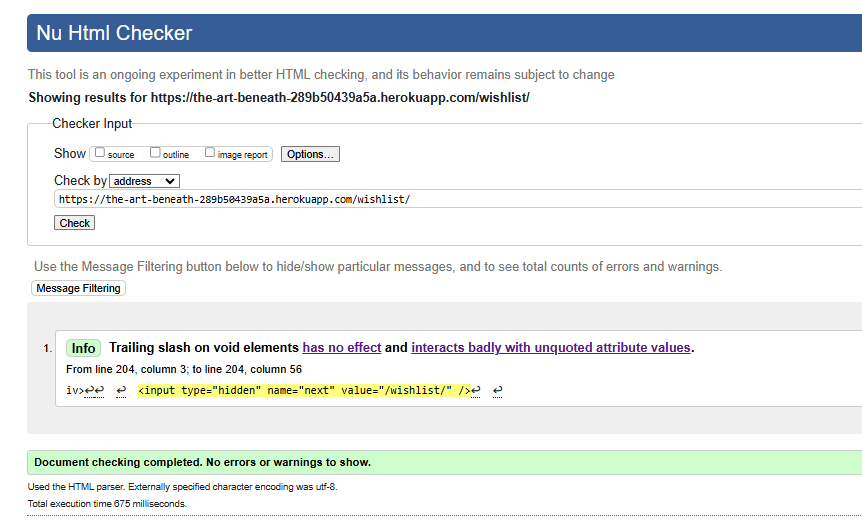 Nu Html Checker
This tool is an ongoing experiment in better HTML checking, and its behavior remains subject to change
Showing results for https://the-art-beneath-289b50439a5a.herokuapp.com/wishlist/
Checker Input
Show source outline image report Options...
Check by address
https://the-art-beneath-289b50439a5a.herokuapp.com/wishlist/
Check
Use the Message Filtering button below to hide/show particular messages, and to see total counts of errors and warnings.
Message Filtering
1. Info Trailing slash on void elements has no effect and interacts badly with unquoted attribute values.
From line 204, column 3; to line 204, column 56
iv>↩↩ ↩ <input type="hidden" name="next" value="/wishlist/" />↩ ↩
Document checking completed. No errors or warnings to show.
Used the HTML parser. Externally specified character encoding was utf-8.
Total execution time 675 milliseconds.